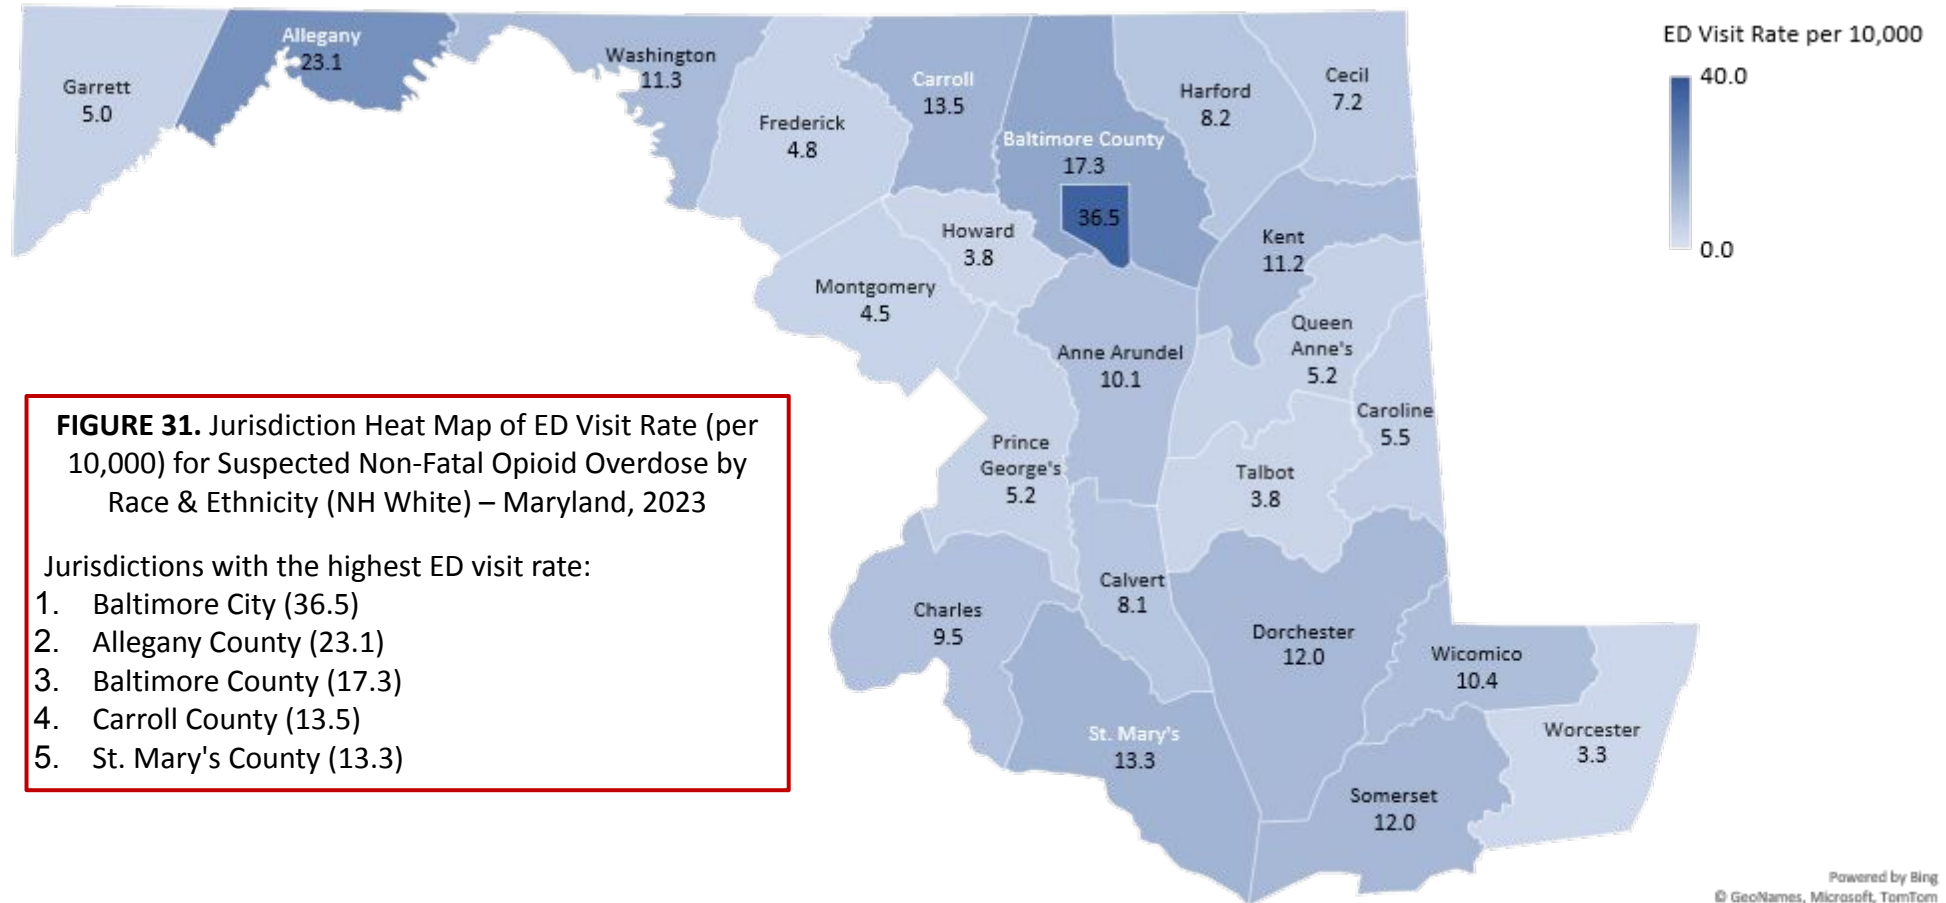 ED Visit Rate per 10,000
40.0
0.0
Garrett
5.0
Allegany
23.1
Washington
11.3
Frederick
4.8
Carroll
13.5
Baltimore County
17.3
36.5
Harford
8.2
Cecil
7.2
Howard
3.8
Montgomery
4.5
Kent
11.2
Queen
Anne's
5.2
Anne Arundel
10.1
Caroline
5.5
Prince
George's
5.2
Talbot
3.8
Calvert
8.1
Charles
9.5
Dorchester
12.0
Wicomico
10.4
St. Mary's
13.3
Worcester
3.3
Somerset
12.0
FIGURE 31. Jurisdiction Heat Map of ED Visit Rate (per
10,000) for Suspected Non-Fatal Opioid Overdose by
Race & Ethnicity (NH White) – Maryland, 2023
Jurisdictions with the highest ED visit rate:
1. Baltimore City (36.5)
2. Allegany County (23.1)
3. Baltimore County (17.3)
4. Carroll County (13.5)
5. St. Mary's County (13.3)
Powered by Bing
© GeoNames, Microsoft, TomTom